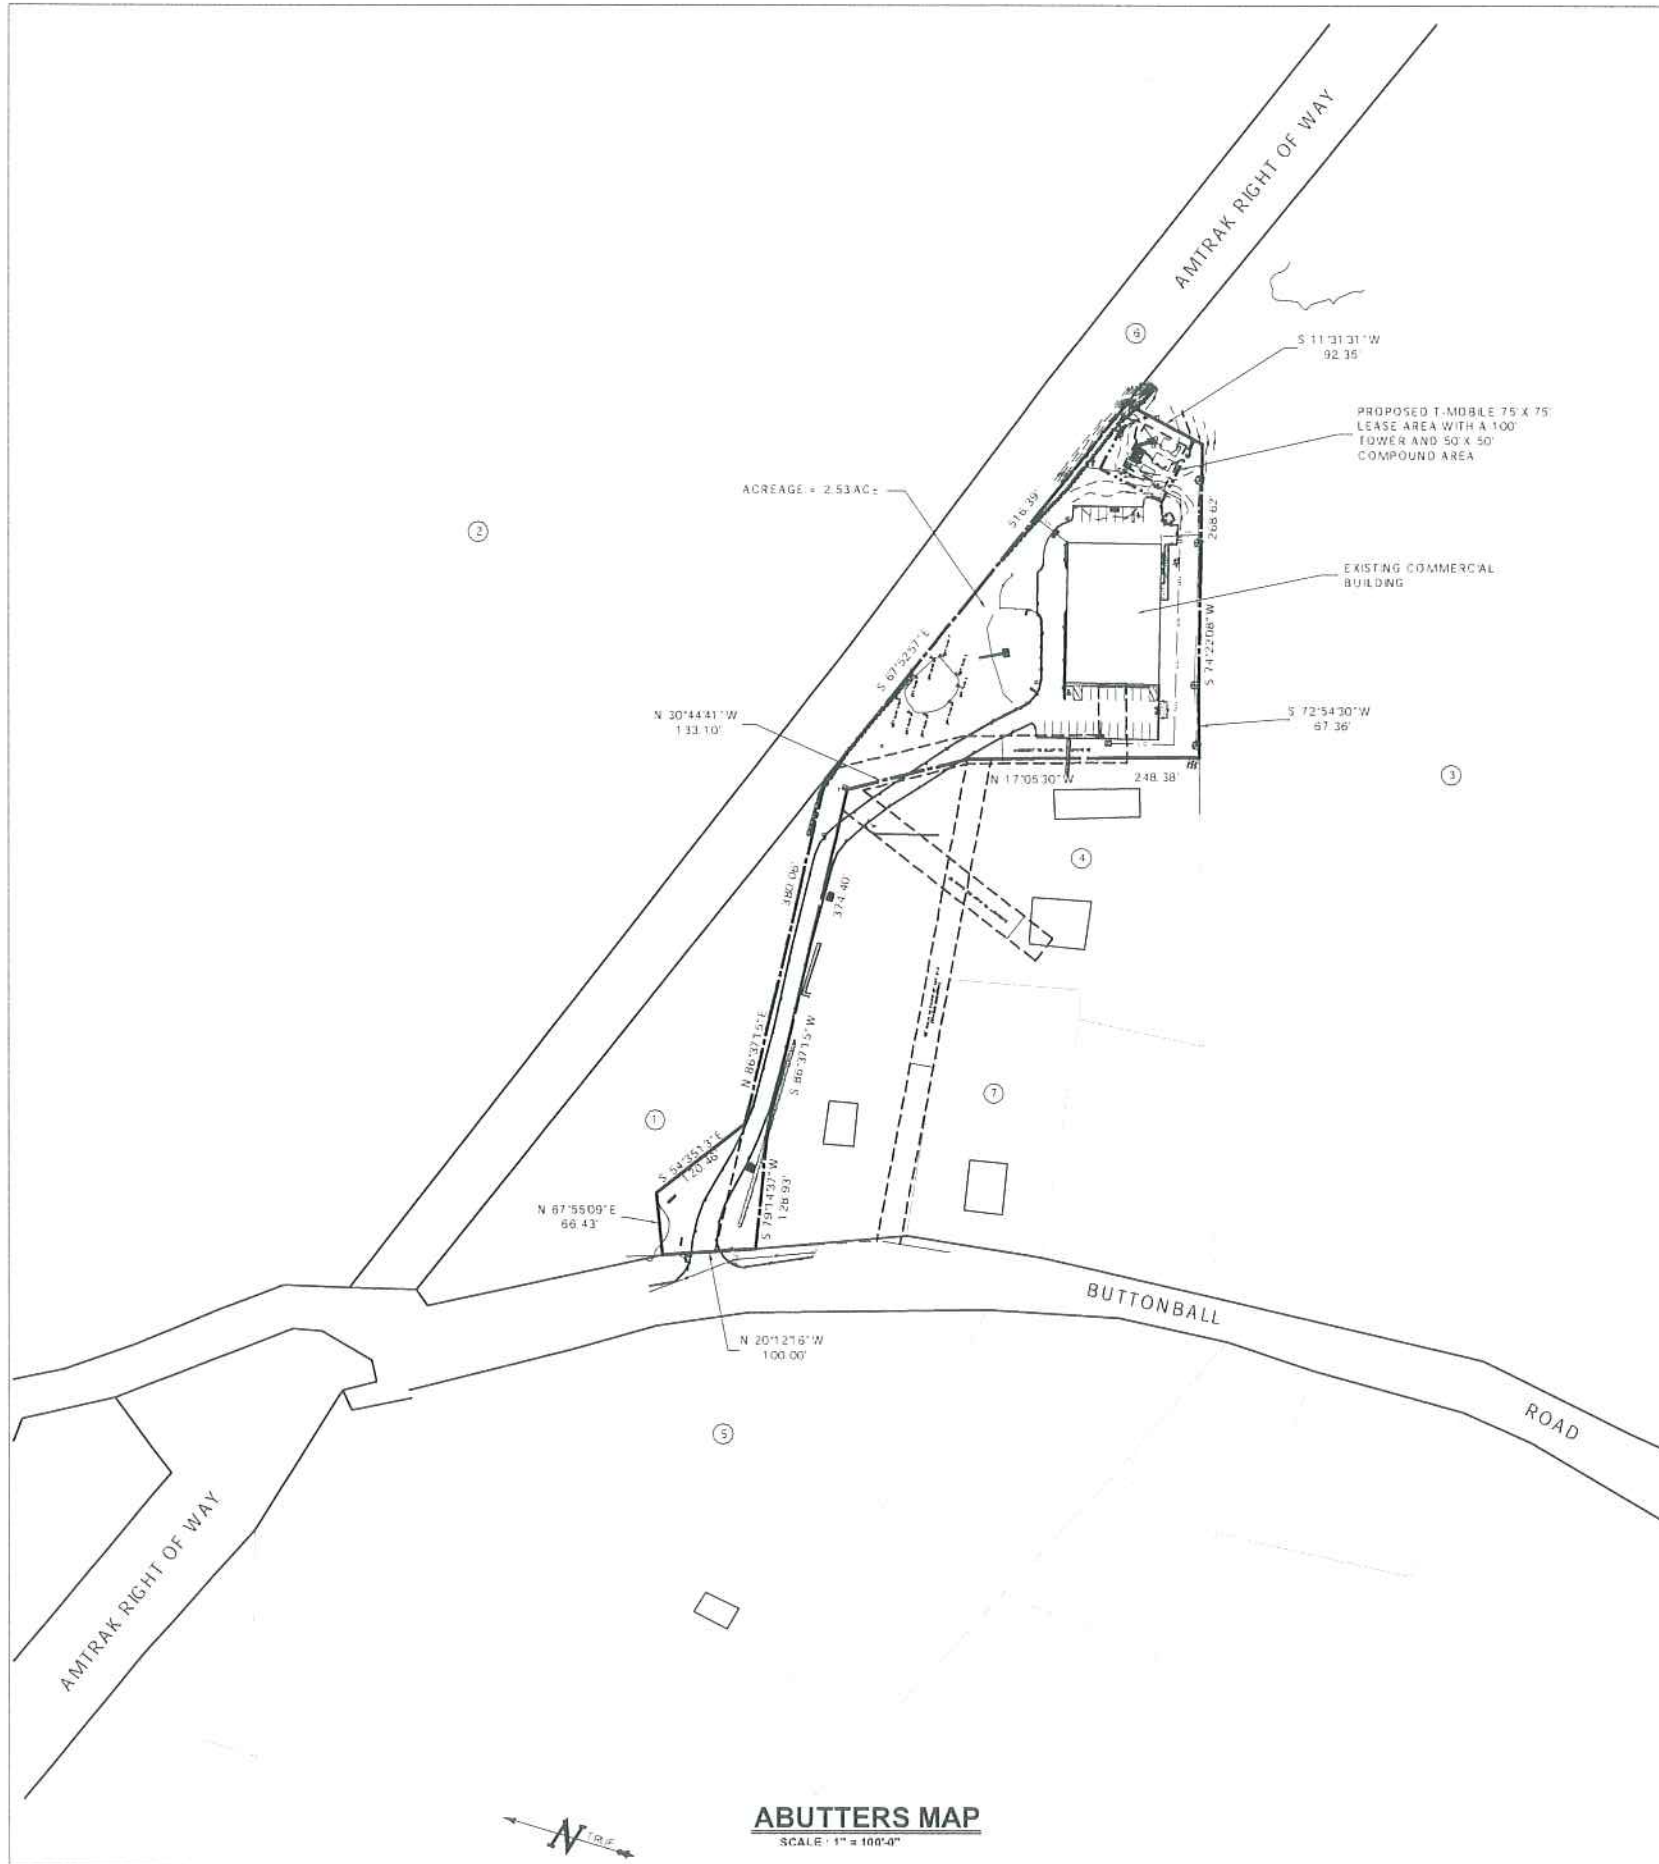 AMTRAK RIGHT OF WAY
6
S 11°31'31" W
92.35'
PROPOSED T-MOBILE 75' X 75'
LEASE AREA WITH A 100'
TOWER AND 50' X 50'
COMPOUND AREA
ACREAGE = 2.53 AC±
516.39'
268.62'
2
EXISTING COMMERCIAL
BUILDING
S 67°52'57" E
S 74°22'08" W
N 30°44'41" W
133.10'
S 72°54'30" W
67.36'
N 17°05'30" W
248.38'
3
4
380.06'
374.40'
N 86°37'15" E
S 86°37'15" W
7
1
S 54°35'13" E
120.46'
S 79°14'37" W
128.93'
N 67°55'09" E
66.43'
BUTTONBALL
N 20°12'16" W
100.00'
ROAD
5
AMTRAK RIGHT OF WAY
N TRUE
ABUTTERS MAP
SCALE : 1" = 100'-0"